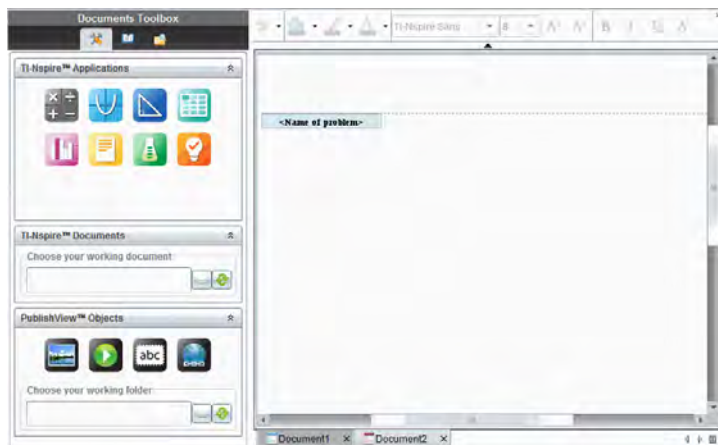 Documents Toolbox
TI-Nspire™ Applications
TI-Nspire™ Documents
Choose your working document:
PublishView™ Objects
abc
Choose your working folder:
TI-Nspire Sans 8 A A B I U A
<Name of problem>
Document1 × Document2 ×